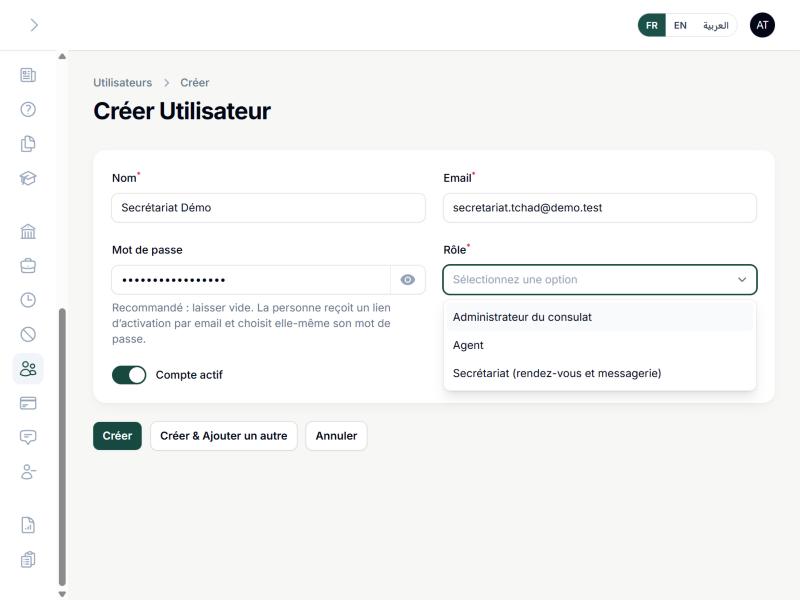 FR EN العربية AT
Utilisateurs > Créer
Créer Utilisateur
Nom*
Secrétariat Démo
Email*
secretariat.tchad@demo.test
Mot de passe
•••••••••••••••••
Recommandé : laisser vide. La personne reçoit un lien
d'activation par email et choisit elle-même son mot de
passe.
Rôle*
Sélectionnez une option
Administrateur du consulat
Agent
Secrétariat (rendez-vous et messagerie)
Compte actif
Créer
Créer & Ajouter un autre
Annuler